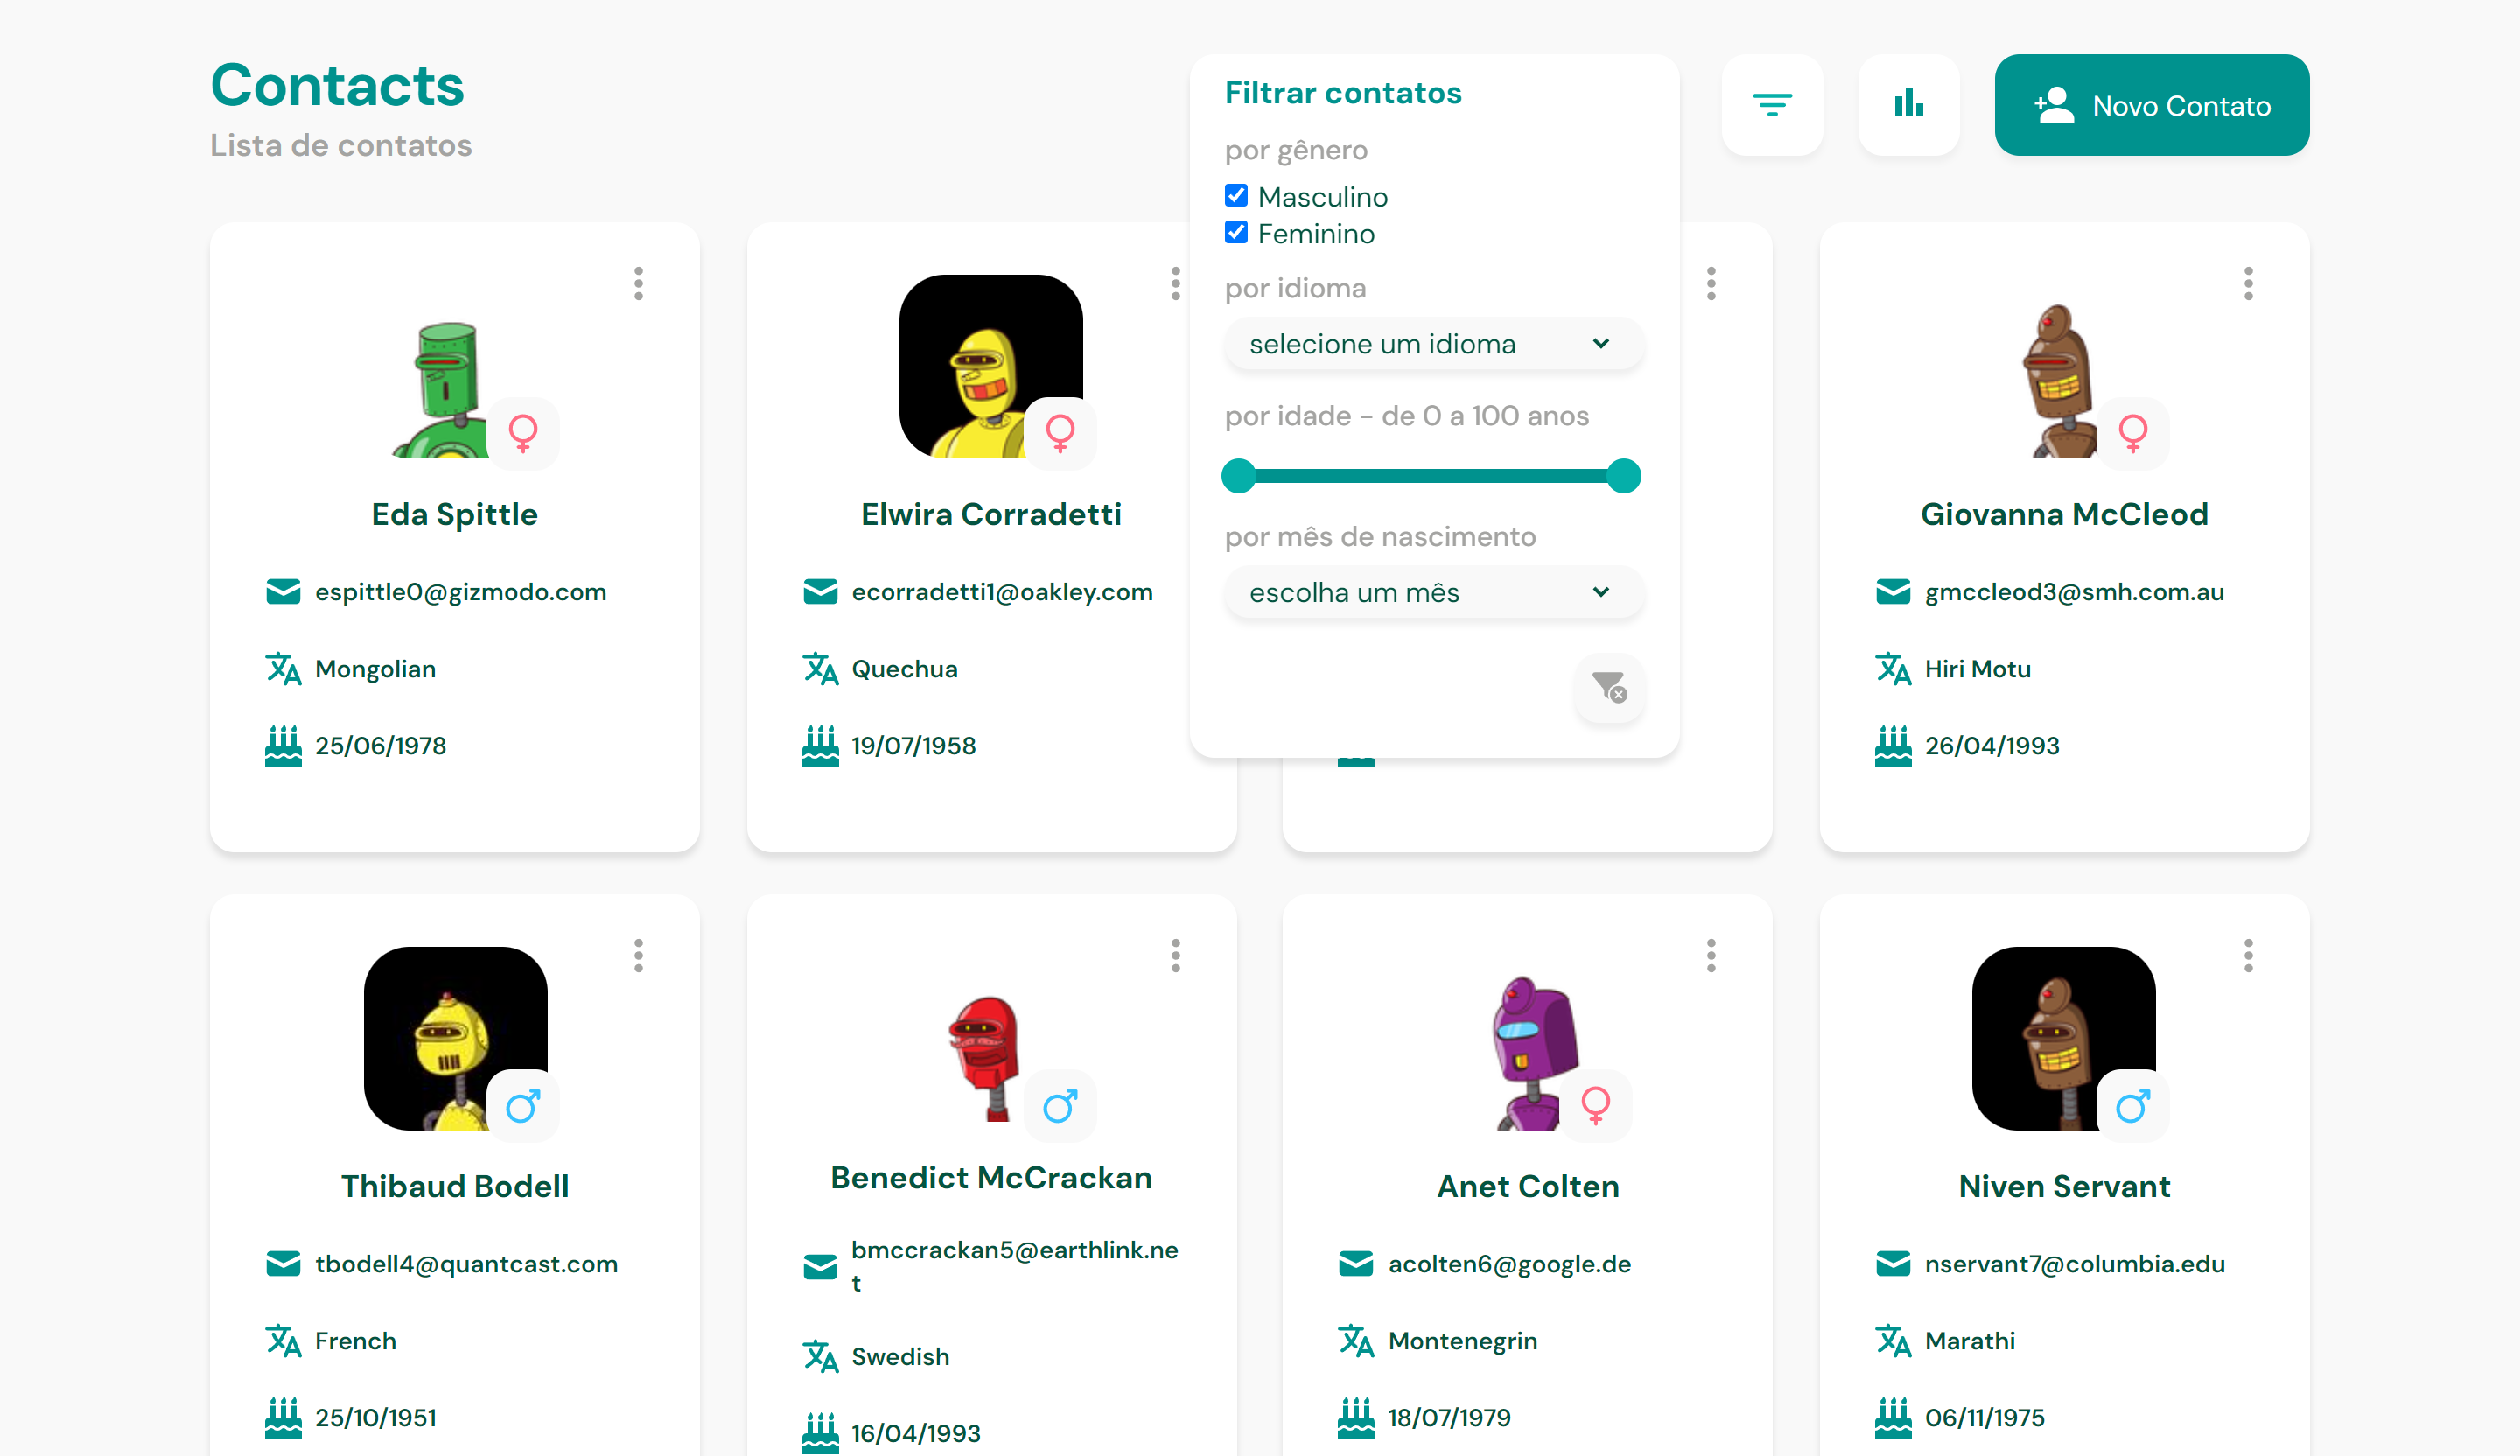 Contacts
Lista de contatos
Filtrar contatos
por gênero
Masculino
Feminino
por idioma
selecione um idioma
por idade - de 0 a 100 anos
por mês de nascimento
escolha um mês
Novo Contato
Eda Spittle
espittle0@gizmodo.com
Mongolian
25/06/1978
Elwira Corradetti
ecorradetti1@oakley.com
Quechua
19/07/1958
Giovanna McCleod
gmccleod3@smh.com.au
Hiri Motu
26/04/1993
Thibaud Bodell
tbodell4@quantcast.com
French
25/10/1951
Benedict McCrackan
bmccrackan5@earthlink.ne
t
Swedish
16/04/1993
Anet Colten
acolten6@google.de
Montenegrin
18/07/1979
Niven Servant
nservant7@columbia.edu
Marathi
06/11/1975